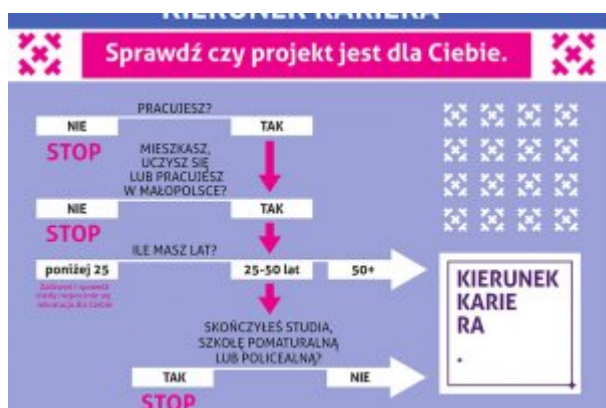 KIERUNEK KARIERA
Sprawdź czy projekt jest dla Ciebie.
PRACUJESZ?
NIE
TAK
STOP
MIESZKASZ,
UCZYSZ SIĘ
LUB PRACUJESZ
W MAŁOPOLSCE?
NIE
TAK
STOP
ILE MASZ LAT?
poniżej 25
25-50 lat
50+
KIERUNEK
KARIE
RA
.
SKOŃCZYŁEŚ STUDIA,
SZKOŁĘ POMATURALNĄ
LUB POLICEALNĄ?
TAK
NIE
STOP